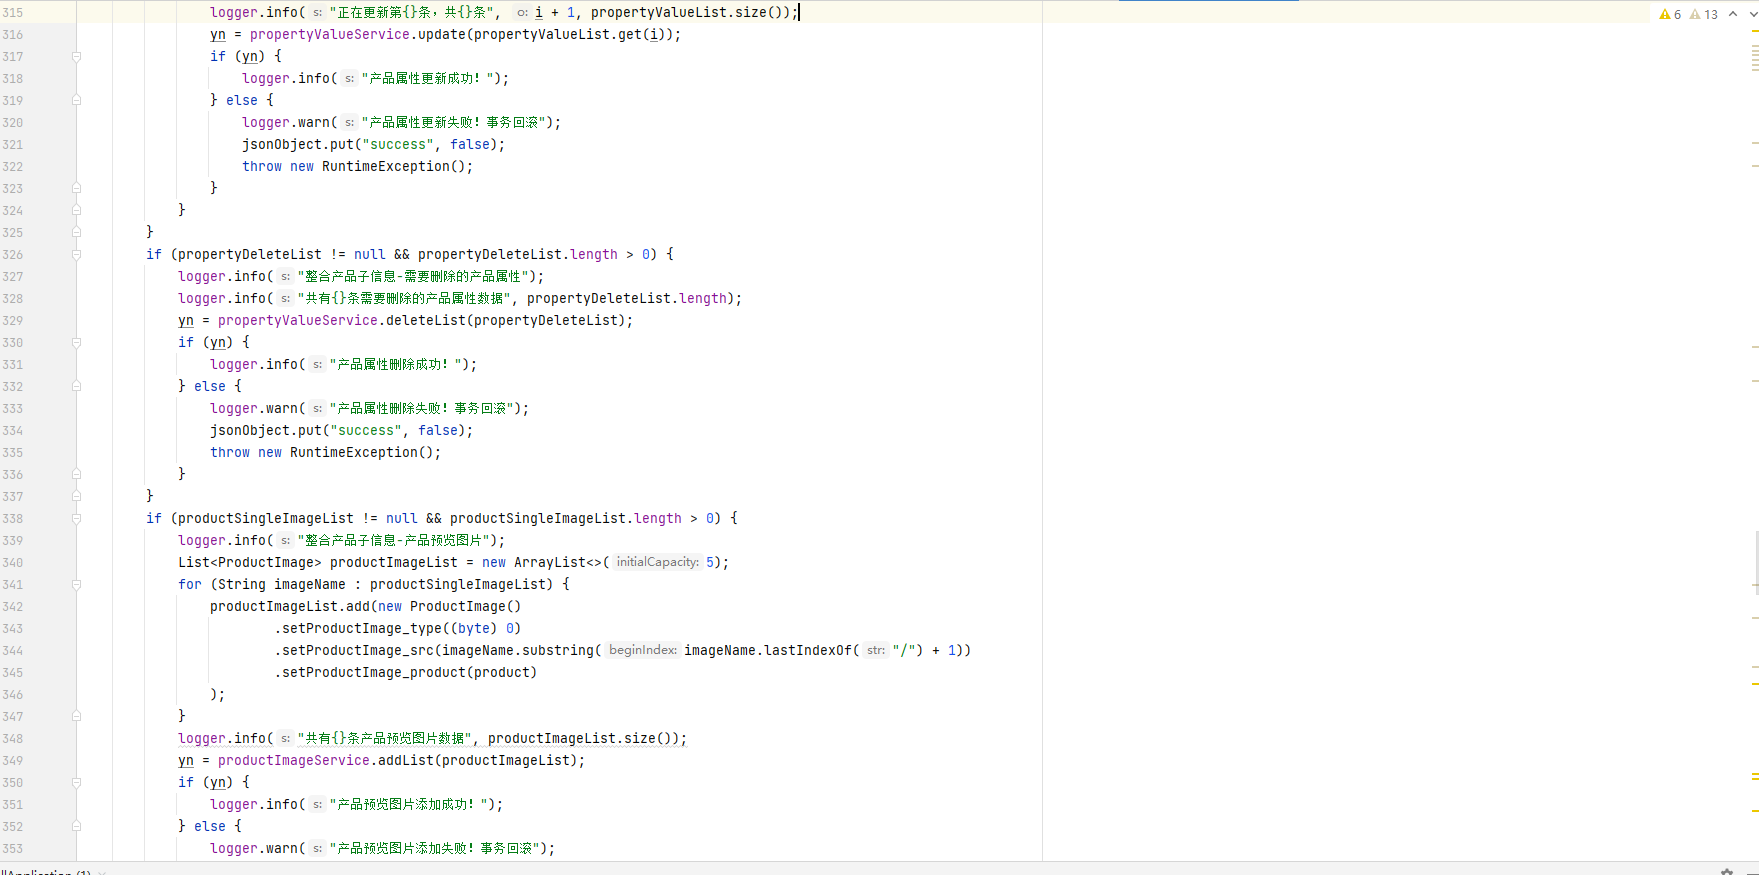 315 logger.info( s: "正在更新第{}条，共{}条", o: i + 1, propertyValueList.size());
6 13
316 yn = propertyValueService.update(propertyValueList.get(i));
317 if (yn) {
318 logger.info( s: "产品属性更新成功！");
319 } else {
320 logger.warn( s: "产品属性更新失败！事务回滚");
321 jsonObject.put("success", false);
322 throw new RuntimeException();
323 }
324 }
325 }
326 if (propertyDeleteList != null && propertyDeleteList.length > 0) {
327 logger.info( s: "整合产品子信息-需要删除的产品属性");
328 logger.info( s: "共有{}条需要删除的产品属性数据", propertyDeleteList.length);
329 yn = propertyValueService.deleteList(propertyDeleteList);
330 if (yn) {
331 logger.info( s: "产品属性删除成功！");
332 } else {
333 logger.warn( s: "产品属性删除失败！事务回滚");
334 jsonObject.put("success", false);
335 throw new RuntimeException();
336 }
337 }
338 if (productSingleImageList != null && productSingleImageList.length > 0) {
339 logger.info( s: "整合产品子信息-产品预览图片");
340 List<ProductImage> productImageList = new ArrayList<>( initialCapacity: 5);
341 for (String imageName : productSingleImageList) {
342 productImageList.add(new ProductImage()
343 .setProductImage_type((byte) 0)
344 .setProductImage_src(imageName.substring( beginIndex: imageName.lastIndexOf( str: "/") + 1))
345 .setProductImage_product(product)
346 );
347 }
348 logger.info( s: "共有{}条产品预览图片数据", productImageList.size());
349 yn = productImageService.addList(productImageList);
350 if (yn) {
351 logger.info( s: "产品预览图片添加成功！");
352 } else {
353 logger.warn( s: "产品预览图片添加失败！事务回滚");
llApplication (1)